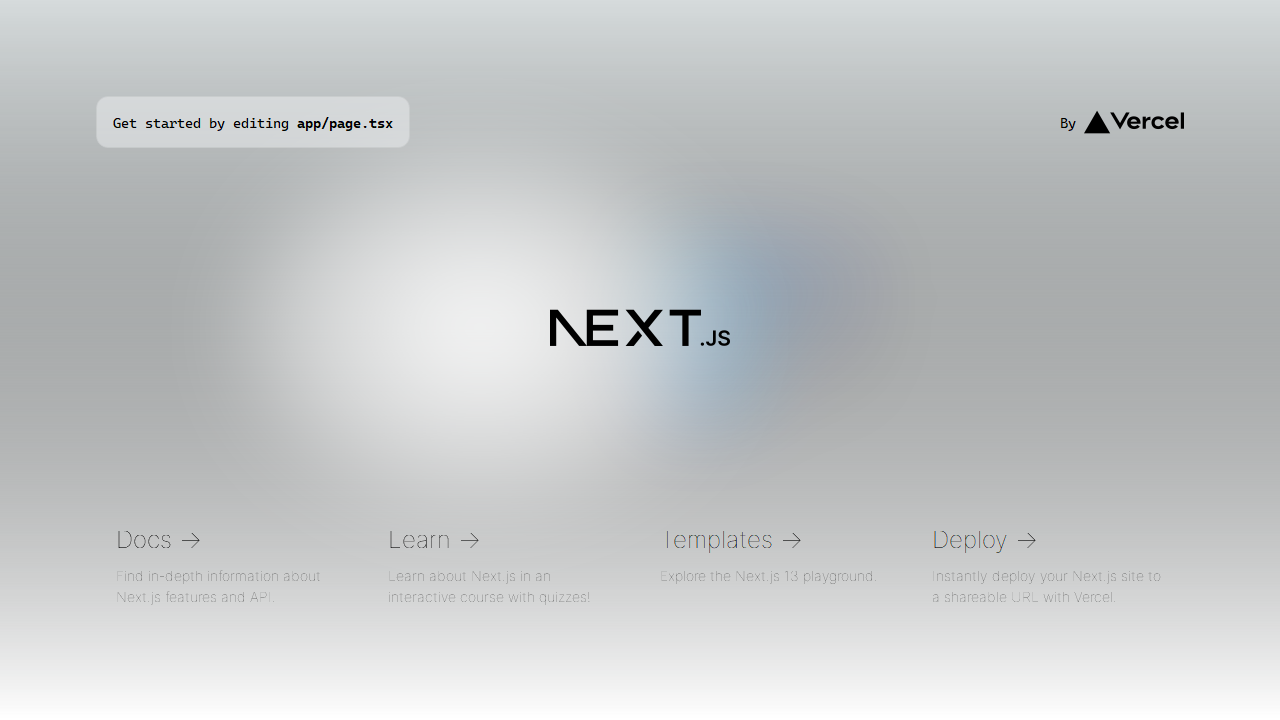 Get started by editing app/page.tsx
By Vercel
NEXT.JS
Docs →
Find in-depth information about
Next.js features and API.
Learn →
Learn about Next.js in an
interactive course with quizzes!
Templates →
Explore the Next.js 13 playground.
Deploy →
Instantly deploy your Next.js site to
a shareable URL with Vercel.